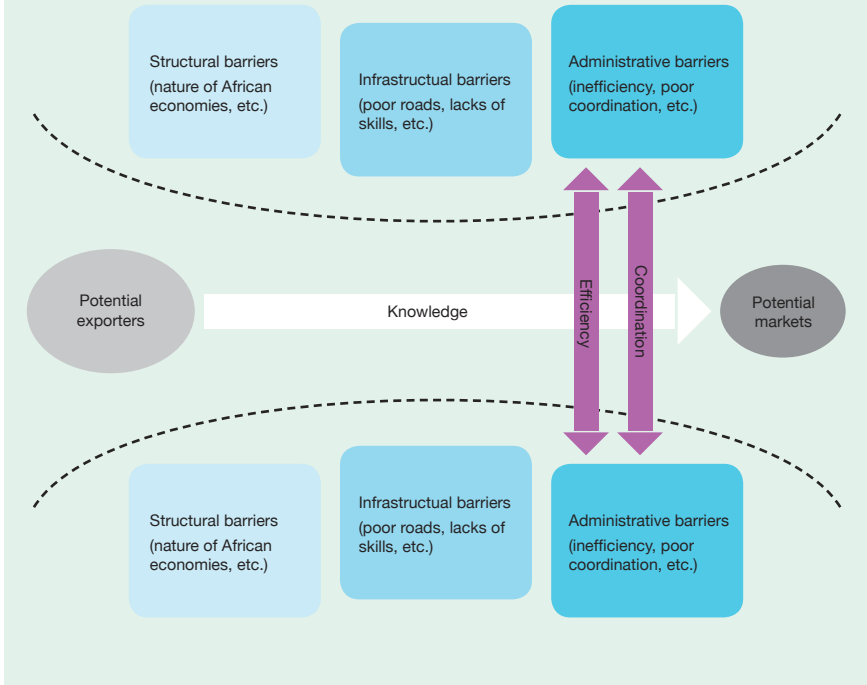 Structural barriers
(nature of African
economies, etc.)
Infrastructual barriers
(poor roads, lacks of
skills, etc.)
Administrative barriers
(inefficiency, poor
coordination, etc.)
Potential
exporters
Knowledge
Efficiency
Coordination
Potential
markets
Structural barriers
(nature of African
economies, etc.)
Infrastructual barriers
(poor roads, lacks of
skills, etc.)
Administrative barriers
(inefficiency, poor
coordination, etc.)